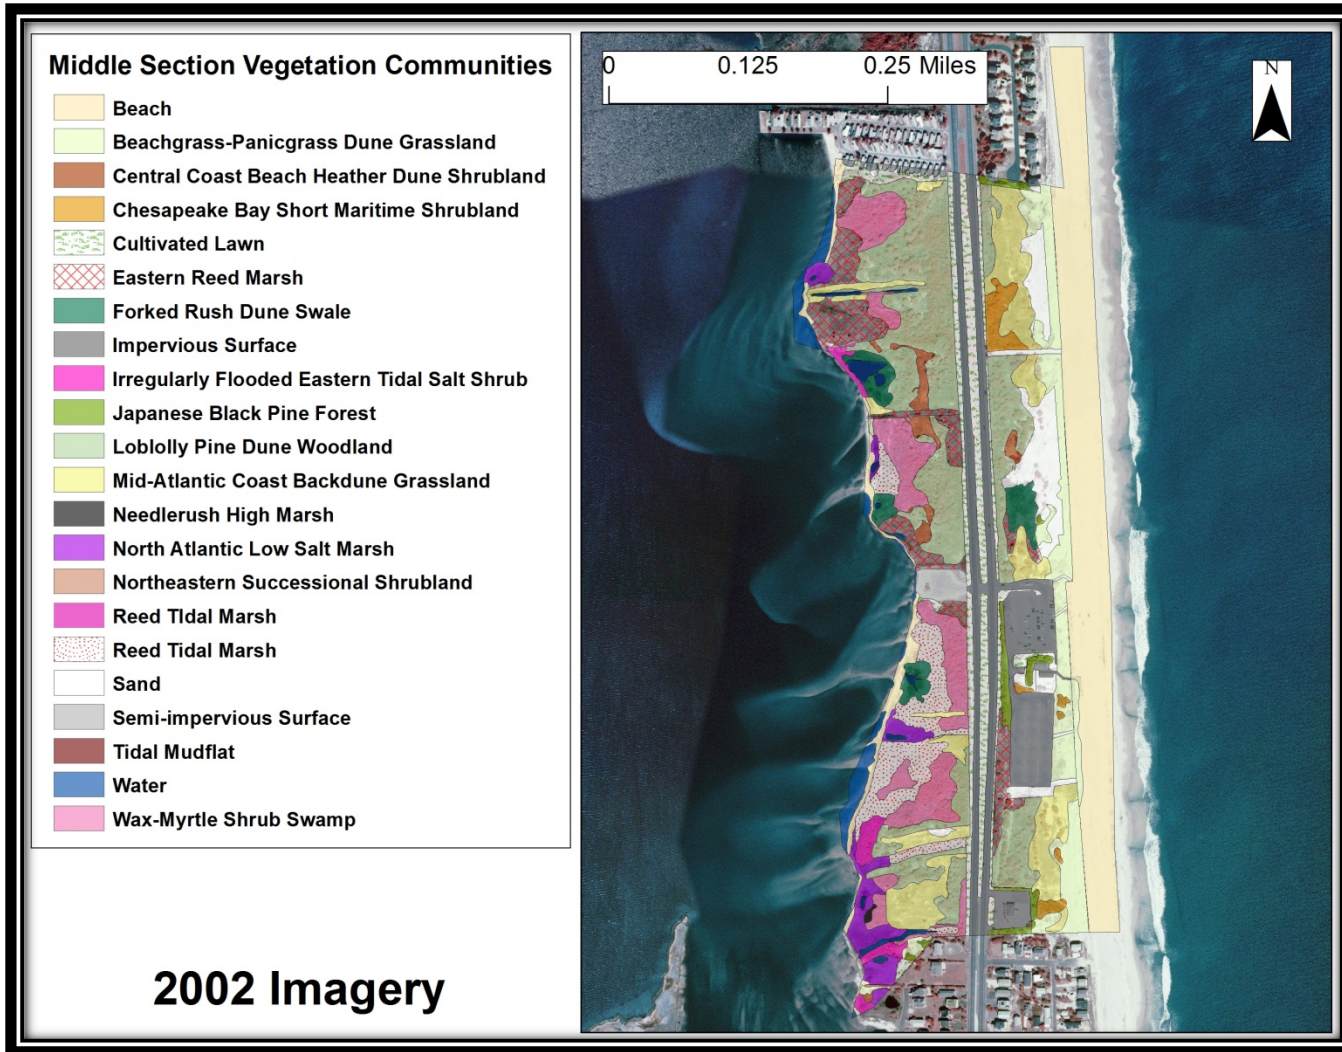 Middle Section Vegetation Communities
Beach
Beachgrass-Panicgrass Dune Grassland
Central Coast Beach Heather Dune Shrubland
Chesapeake Bay Short Maritime Shrubland
Cultivated Lawn
Eastern Reed Marsh
Forked Rush Dune Swale
Impervious Surface
Irregularly Flooded Eastern Tidal Salt Shrub
Japanese Black Pine Forest
Loblolly Pine Dune Woodland
Mid-Atlantic Coast Backdune Grassland
Needlerush High Marsh
North Atlantic Low Salt Marsh
Northeastern Successional Shrubland
Reed TIdal Marsh
Reed Tidal Marsh
Sand
Semi-impervious Surface
Tidal Mudflat
Water
Wax-Myrtle Shrub Swamp
2002 Imagery
0 0.125 0.25 Miles
N